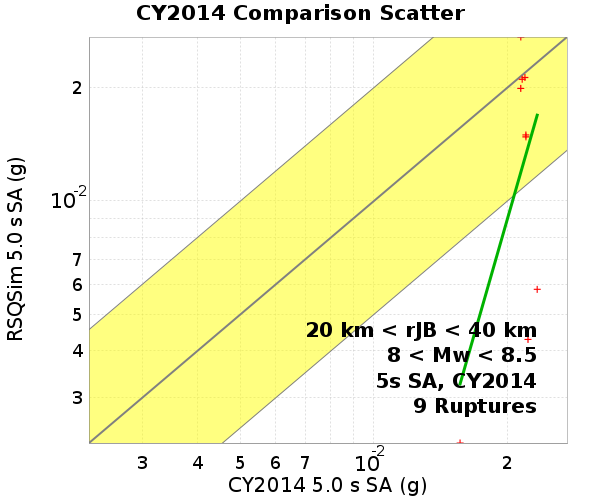 CY2014 Comparison Scatter
RSQSim 5.0 s SA (g)
2
10-2
7
6
5
4
3
20 km < rJB < 40 km
8 < Mw < 8.5
5s SA, CY2014
9 Ruptures
3 4 5 6 7 10-2 2
CY2014 5.0 s SA (g)